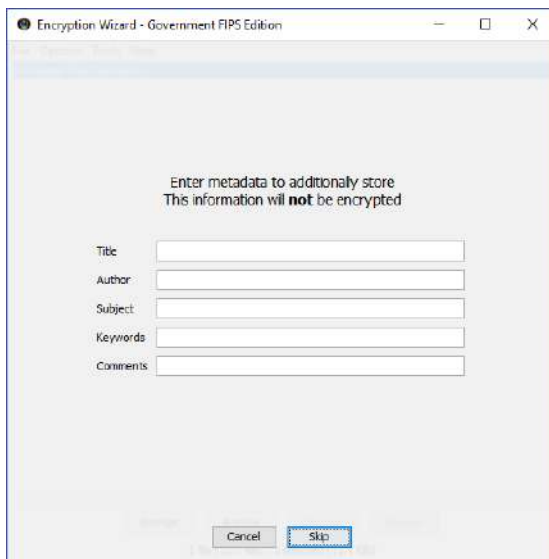 Encryption Wizard - Government FIPS Edition
Enter metadata to additionally store
This information will not be encrypted
Title
Author
Subject
Keywords
Comments
Cancel
Skip